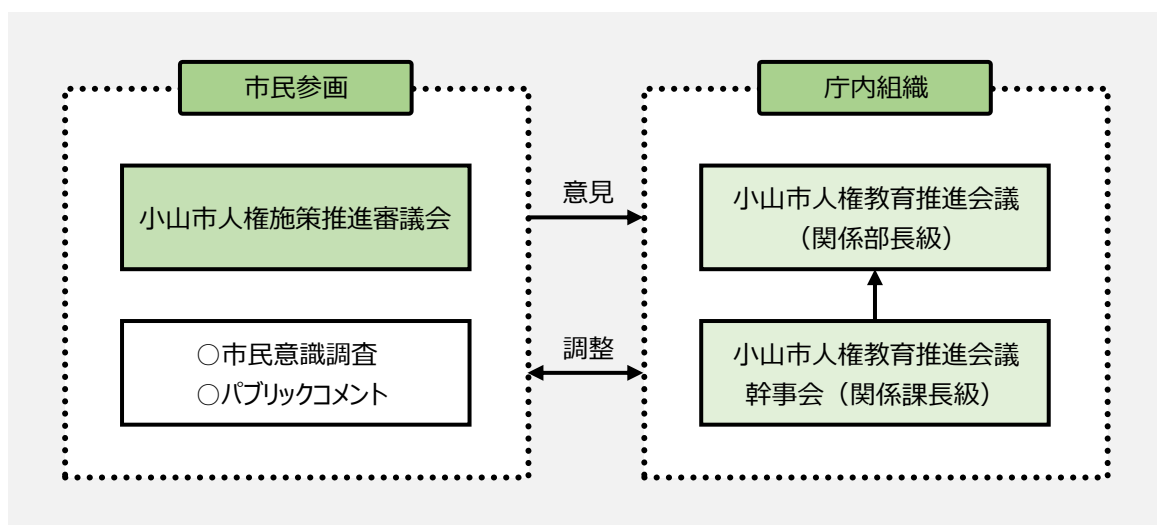 市民参画
小山市人権施策推進審議会
○市民意識調査
○パブリックコメント
意見
調整
庁内組織
小山市人権教育推進会議
（関係部長級）
小山市人権教育推進会議
幹事会（関係課長級）